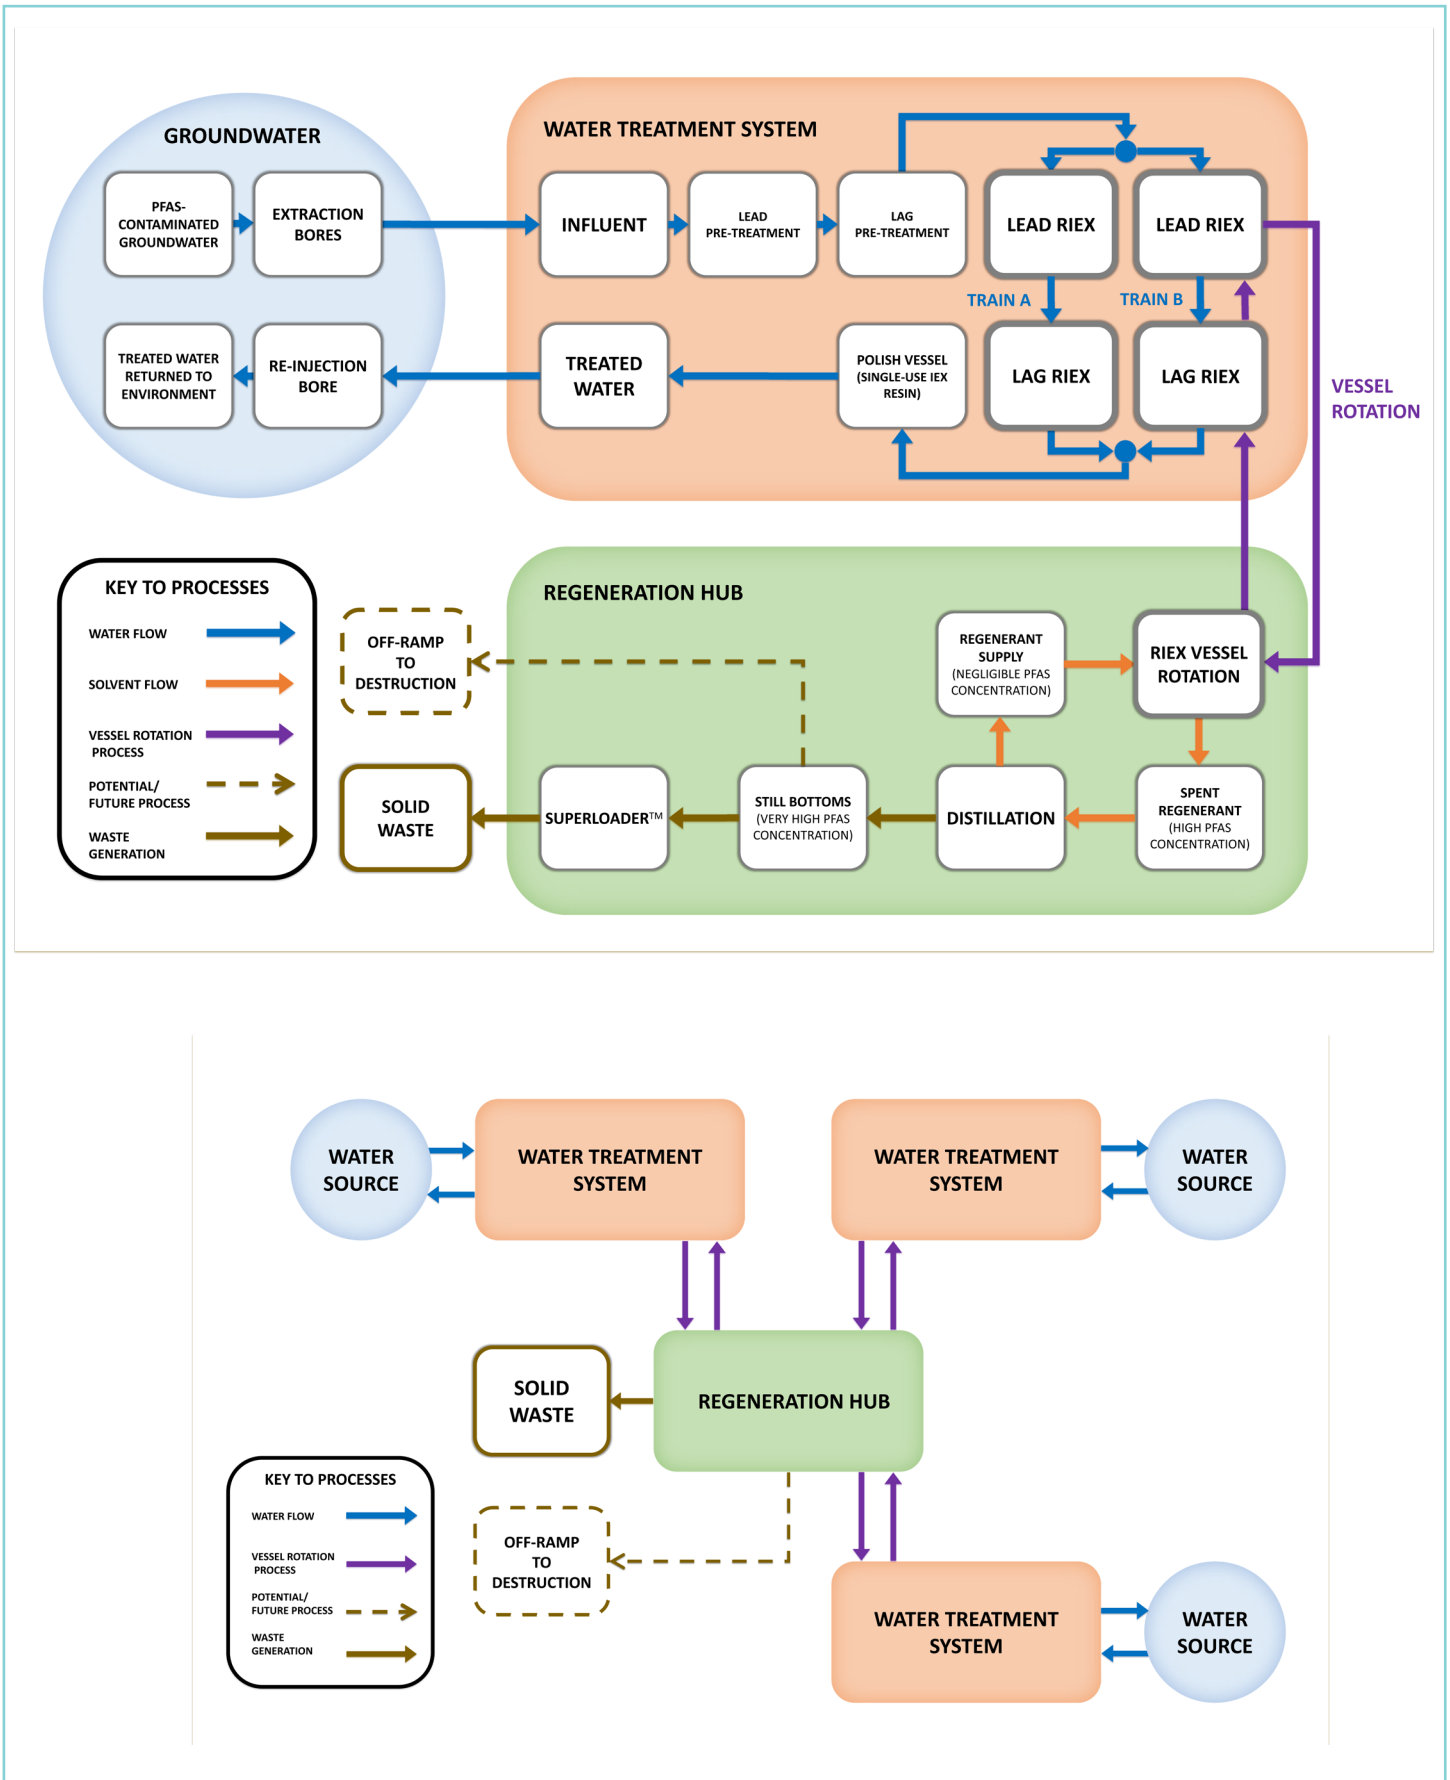 GROUNDWATER
PFAS-
CONTAMINATED
GROUNDWATER
EXTRACTION
BORES
TREATED WATER
RETURNED TO
ENVIRONMENT
RE-INJECTION
BORE
WATER TREATMENT SYSTEM
INFLUENT
LEAD
PRE-TREATMENT
LAG
PRE-TREATMENT
LEAD RIEX
LEAD RIEX
TRAIN A
TRAIN B
TREATED
WATER
POLISH VESSEL
(SINGLE-USE IEX
RESIN)
LAG RIEX
LAG RIEX
VESSEL
ROTATION
KEY TO PROCESSES
WATER FLOW
SOLVENT FLOW
VESSEL ROTATION
PROCESS
POTENTIAL/
FUTURE PROCESS
WASTE
GENERATION
OFF-RAMP
TO
DESTRUCTION
SOLID
WASTE
REGENERATION HUB
REGENERANT
SUPPLY
(NEGLIGIBLE PFAS
CONCENTRATION)
RIEX VESSEL
ROTATION
SUPERLOADER™
STILL BOTTOMS
(VERY HIGH PFAS
CONCENTRATION)
DISTILLATION
SPENT
REGENERANT
(HIGH PFAS
CONCENTRATION)
WATER
SOURCE
WATER TREATMENT
SYSTEM
WATER TREATMENT
SYSTEM
WATER
SOURCE
SOLID
WASTE
REGENERATION HUB
KEY TO PROCESSES
WATER FLOW
VESSEL ROTATION
PROCESS
POTENTIAL/
FUTURE PROCESS
WASTE
GENERATION
OFF-RAMP
TO
DESTRUCTION
WATER TREATMENT
SYSTEM
WATER
SOURCE